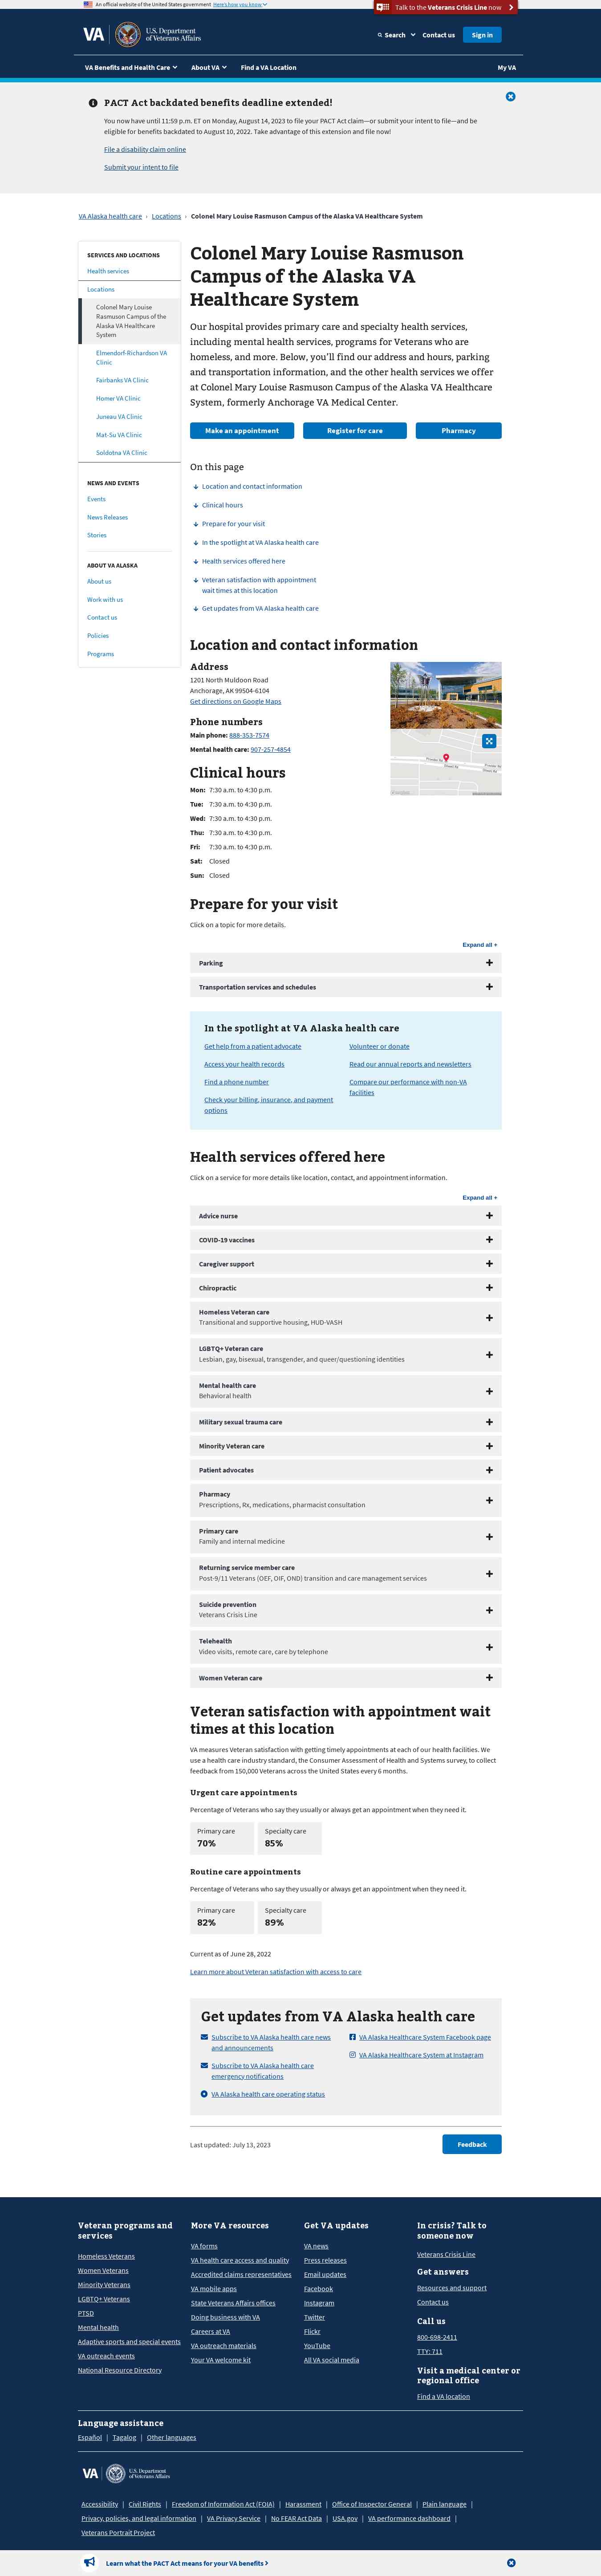 An official website of the United States government Here's how you know
Talk to the Veterans Crisis Line now
VA
U.S. Department of Veterans Affairs
Search
Contact us
Sign in
VA Benefits and Health Care
About VA
Find a VA Location
My VA
PACT Act backdated benefits deadline extended!
You now have until 11:59 p.m. ET on Monday, August 14, 2023 to file your PACT Act claim—or submit your intent to file—and be
eligible for benefits backdated to August 10, 2022. Take advantage of this extension and file now!
File a disability claim online
Submit your intent to file
VA Alaska health care › Locations › Colonel Mary Louise Rasmuson Campus of the Alaska VA Healthcare System
SERVICES AND LOCATIONS
Health services
Locations
Colonel Mary Louise
Rasmuson Campus of the
Alaska VA Healthcare
System
Elmendorf-Richardson VA
Clinic
Fairbanks VA Clinic
Homer VA Clinic
Juneau VA Clinic
Mat-Su VA Clinic
Soldotna VA Clinic
NEWS AND EVENTS
Events
News Releases
Stories
ABOUT VA ALASKA
About us
Work with us
Contact us
Policies
Programs
Colonel Mary Louise Rasmuson
Campus of the Alaska VA
Healthcare System
Our hospital provides primary care and specialty health services,
including mental health services, programs for Veterans who are
homeless, and more. Below, you'll find our address and hours, parking
and transportation information, and the other health services we offer
at Colonel Mary Louise Rasmuson Campus of the Alaska VA Healthcare
System, formerly Anchorage VA Medical Center.
Make an appointment
Register for care
Pharmacy
On this page
Location and contact information
Clinical hours
Prepare for your visit
In the spotlight at VA Alaska health care
Health services offered here
Veteran satisfaction with appointment
wait times at this location
Get updates from VA Alaska health care
Location and contact information
Address
1201 North Muldoon Road
Anchorage, AK 99504-6104
Get directions on Google Maps
Phone numbers
Main phone: 888-353-7574
Mental health care: 907-257-4854
Clinical hours
Mon: 7:30 a.m. to 4:30 p.m.
Tue: 7:30 a.m. to 4:30 p.m.
Wed: 7:30 a.m. to 4:30 p.m.
Thu: 7:30 a.m. to 4:30 p.m.
Fri: 7:30 a.m. to 4:30 p.m.
Sat: Closed
Sun: Closed
Prepare for your visit
Click on a topic for more details.
Expand all +
Parking
Transportation services and schedules
In the spotlight at VA Alaska health care
Get help from a patient advocate
Access your health records
Find a phone number
Check your billing, insurance, and payment
options
Volunteer or donate
Read our annual reports and newsletters
Compare our performance with non-VA
facilities
Health services offered here
Click on a service for more details like location, contact, and appointment information.
Expand all +
Advice nurse
COVID-19 vaccines
Caregiver support
Chiropractic
Homeless Veteran care
Transitional and supportive housing, HUD-VASH
LGBTQ+ Veteran care
Lesbian, gay, bisexual, transgender, and queer/questioning identities
Mental health care
Behavioral health
Military sexual trauma care
Minority Veteran care
Patient advocates
Pharmacy
Prescriptions, Rx, medications, pharmacist consultation
Primary care
Family and internal medicine
Returning service member care
Post-9/11 Veterans (OEF, OIF, OND) transition and care management services
Suicide prevention
Veterans Crisis Line
Telehealth
Video visits, remote care, care by telephone
Women Veteran care
Veteran satisfaction with appointment wait
times at this location
VA measures Veteran satisfaction with getting timely appointments at each of our health facilities. We
use a health care industry standard, the Consumer Assessment of Health and Systems survey, to collect
feedback from 150,000 Veterans across the United States every 6 months.
Urgent care appointments
Percentage of Veterans who say they usually or always get an appointment when they need it.
Primary care
70%
Specialty care
85%
Routine care appointments
Percentage of Veterans who say they usually or always get an appointment when they need it.
Primary care
82%
Specialty care
89%
Current as of June 28, 2022
Learn more about Veteran satisfaction with access to care
Get updates from VA Alaska health care
Subscribe to VA Alaska health care news
and announcements
Subscribe to VA Alaska health care
emergency notifications
VA Alaska health care operating status
VA Alaska Healthcare System Facebook page
VA Alaska Healthcare System at Instagram
Last updated: July 13, 2023
Feedback
Veteran programs and
services
Homeless Veterans
Women Veterans
Minority Veterans
LGBTQ+ Veterans
PTSD
Mental health
Adaptive sports and special events
VA outreach events
National Resource Directory
More VA resources
VA forms
VA health care access and quality
Accredited claims representatives
VA mobile apps
State Veterans Affairs offices
Doing business with VA
Careers at VA
VA outreach materials
Your VA welcome kit
Get VA updates
VA news
Press releases
Email updates
Facebook
Instagram
Twitter
Flickr
YouTube
All VA social media
In crisis? Talk to
someone now
Veterans Crisis Line
Get answers
Resources and support
Contact us
Call us
800-698-2411
TTY: 711
Visit a medical center or
regional office
Find a VA location
Language assistance
Español | Tagalog | Other languages
VA
U.S. Department of Veterans Affairs
Accessibility | Civil Rights | Freedom of Information Act (FOIA) | Harassment | Office of Inspector General | Plain language |
Privacy, policies, and legal information | VA Privacy Service | No FEAR Act Data | USA.gov | VA performance dashboard |
Veterans Portrait Project
Learn what the PACT Act means for your VA benefits